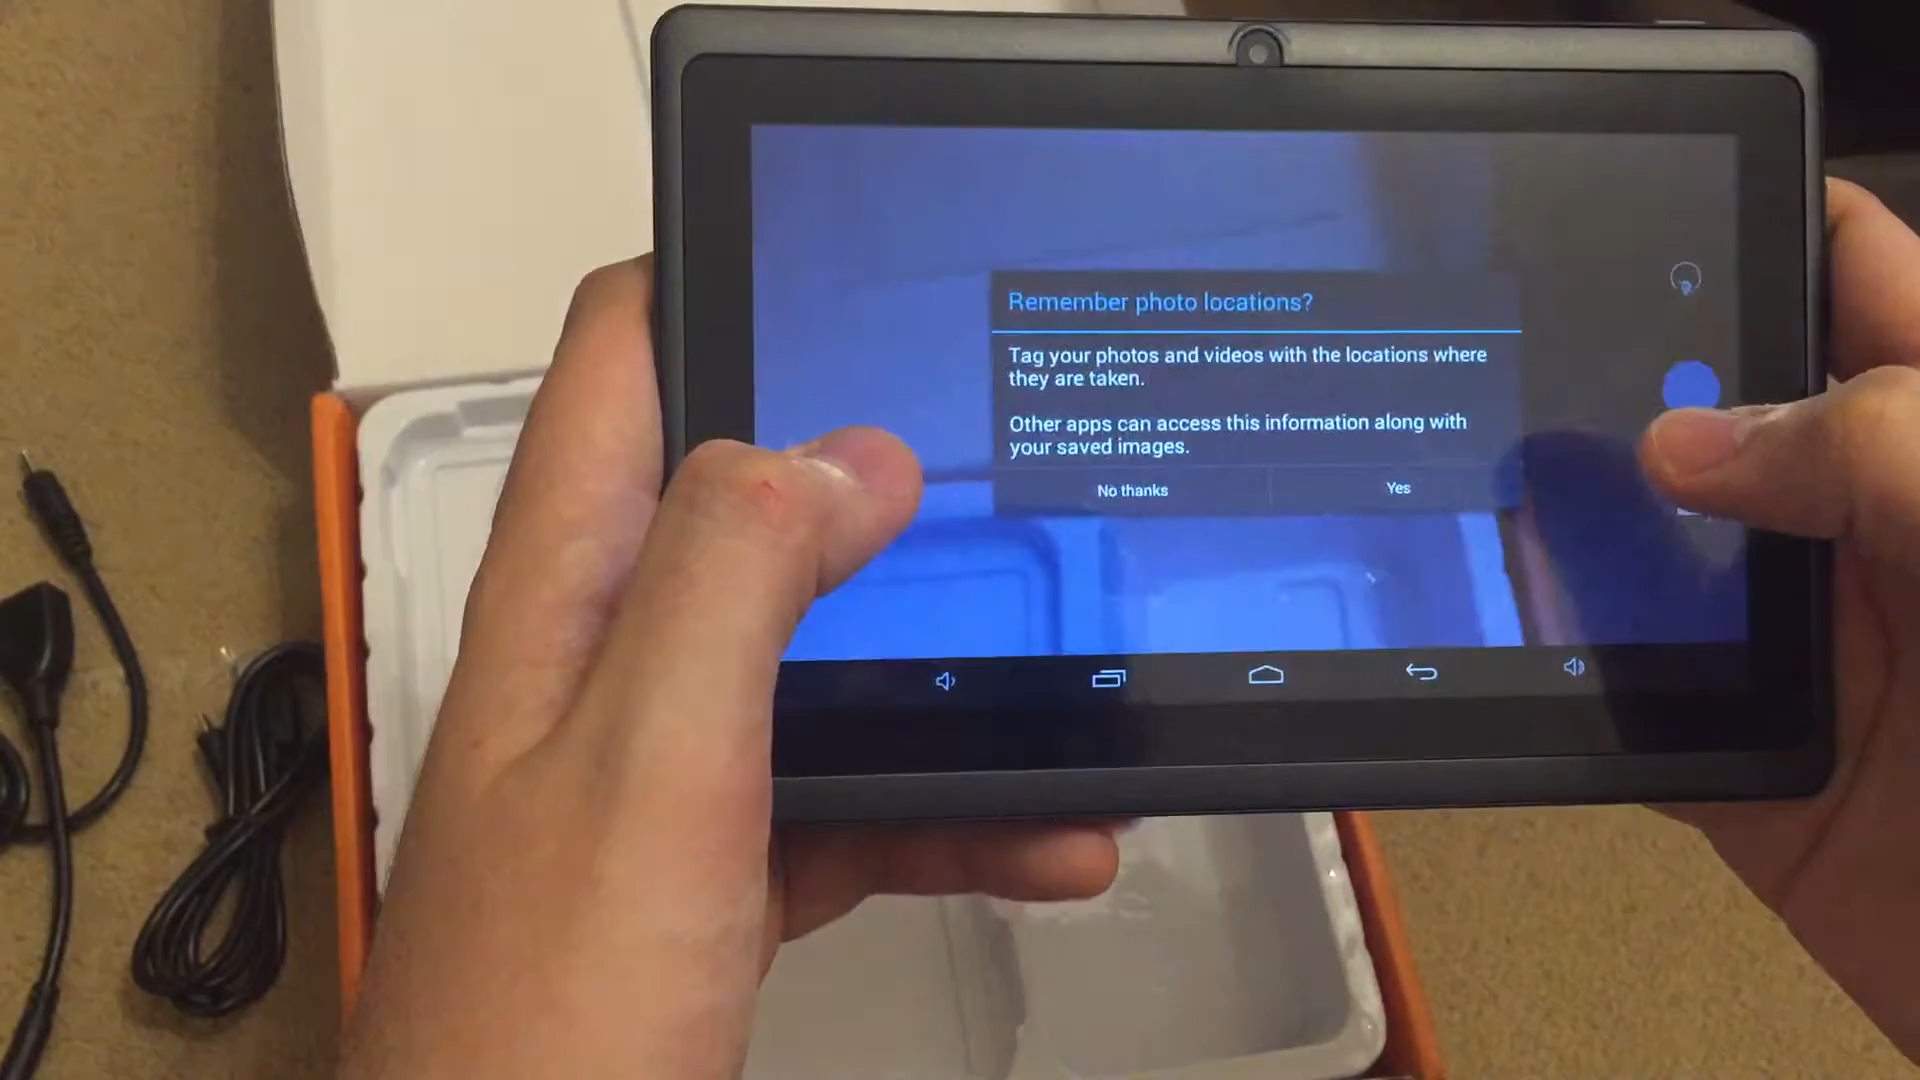 Remember photo locations?
Tag your photos and videos with the locations where
they are taken.
Other apps can access this information along with
your saved images.
No thanks
Yes